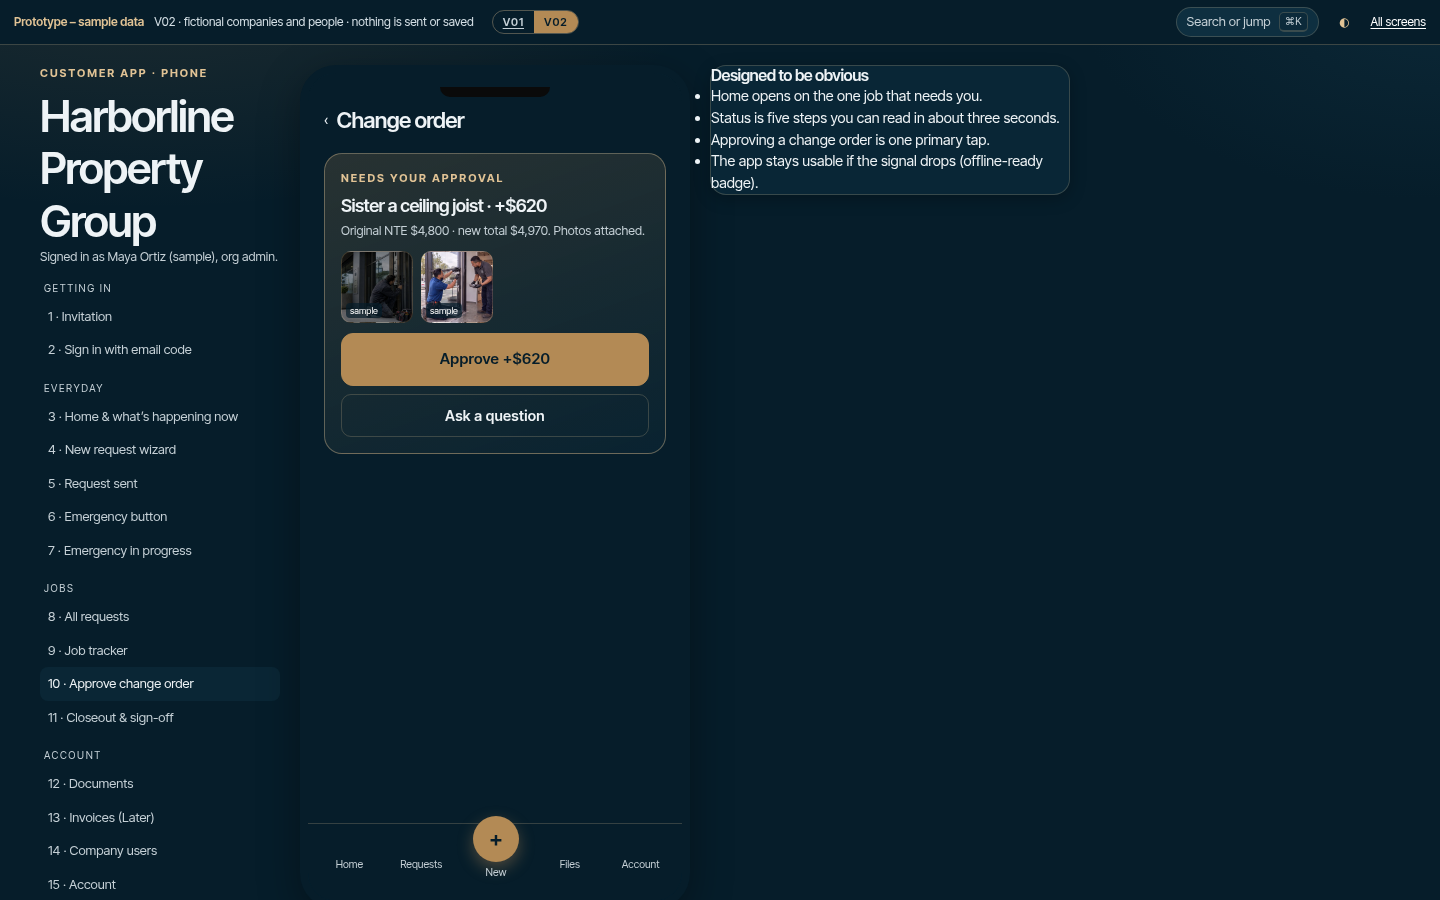 Prototype – sample data V02 · fictional companies and people · nothing is sent or saved V01 V02 Search or jump ⌘K ◐ All screens
CUSTOMER APP · PHONE
Harborline
Property
Group
Signed in as Maya Ortiz (sample), org admin.
GETTING IN
1 · Invitation
2 · Sign in with email code
EVERYDAY
3 · Home & what's happening now
4 · New request wizard
5 · Request sent
6 · Emergency button
7 · Emergency in progress
JOBS
8 · All requests
9 · Job tracker
10 · Approve change order
11 · Closeout & sign-off
ACCOUNT
12 · Documents
13 · Invoices (Later)
14 · Company users
15 · Account
‹ Change order
NEEDS YOUR APPROVAL
Sister a ceiling joist · +$620
Original NTE $4,800 · new total $4,970. Photos attached.
sample sample
Approve +$620
Ask a question
Home Requests + New Files Account
Designed to be obvious
• Home opens on the one job that needs you.
• Status is five steps you can read in about three seconds.
• Approving a change order is one primary tap.
• The app stays usable if the signal drops (offline-ready
badge).